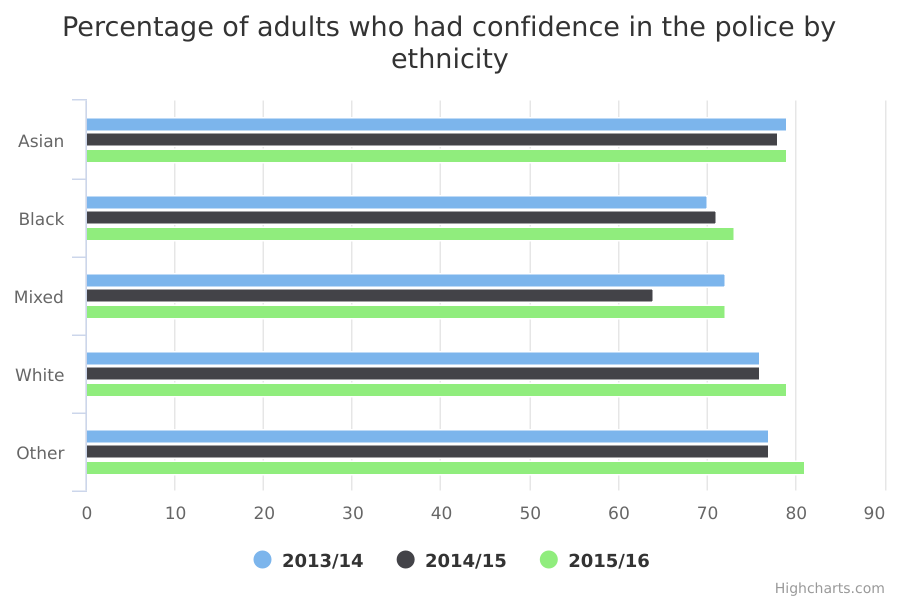 Percentage of adults who had confidence in the police by
ethnicity
Asian
Black
Mixed
White
Other
0 10 20 30 40 50 60 70 80 90
2013/14 2014/15 2015/16
Highcharts.com